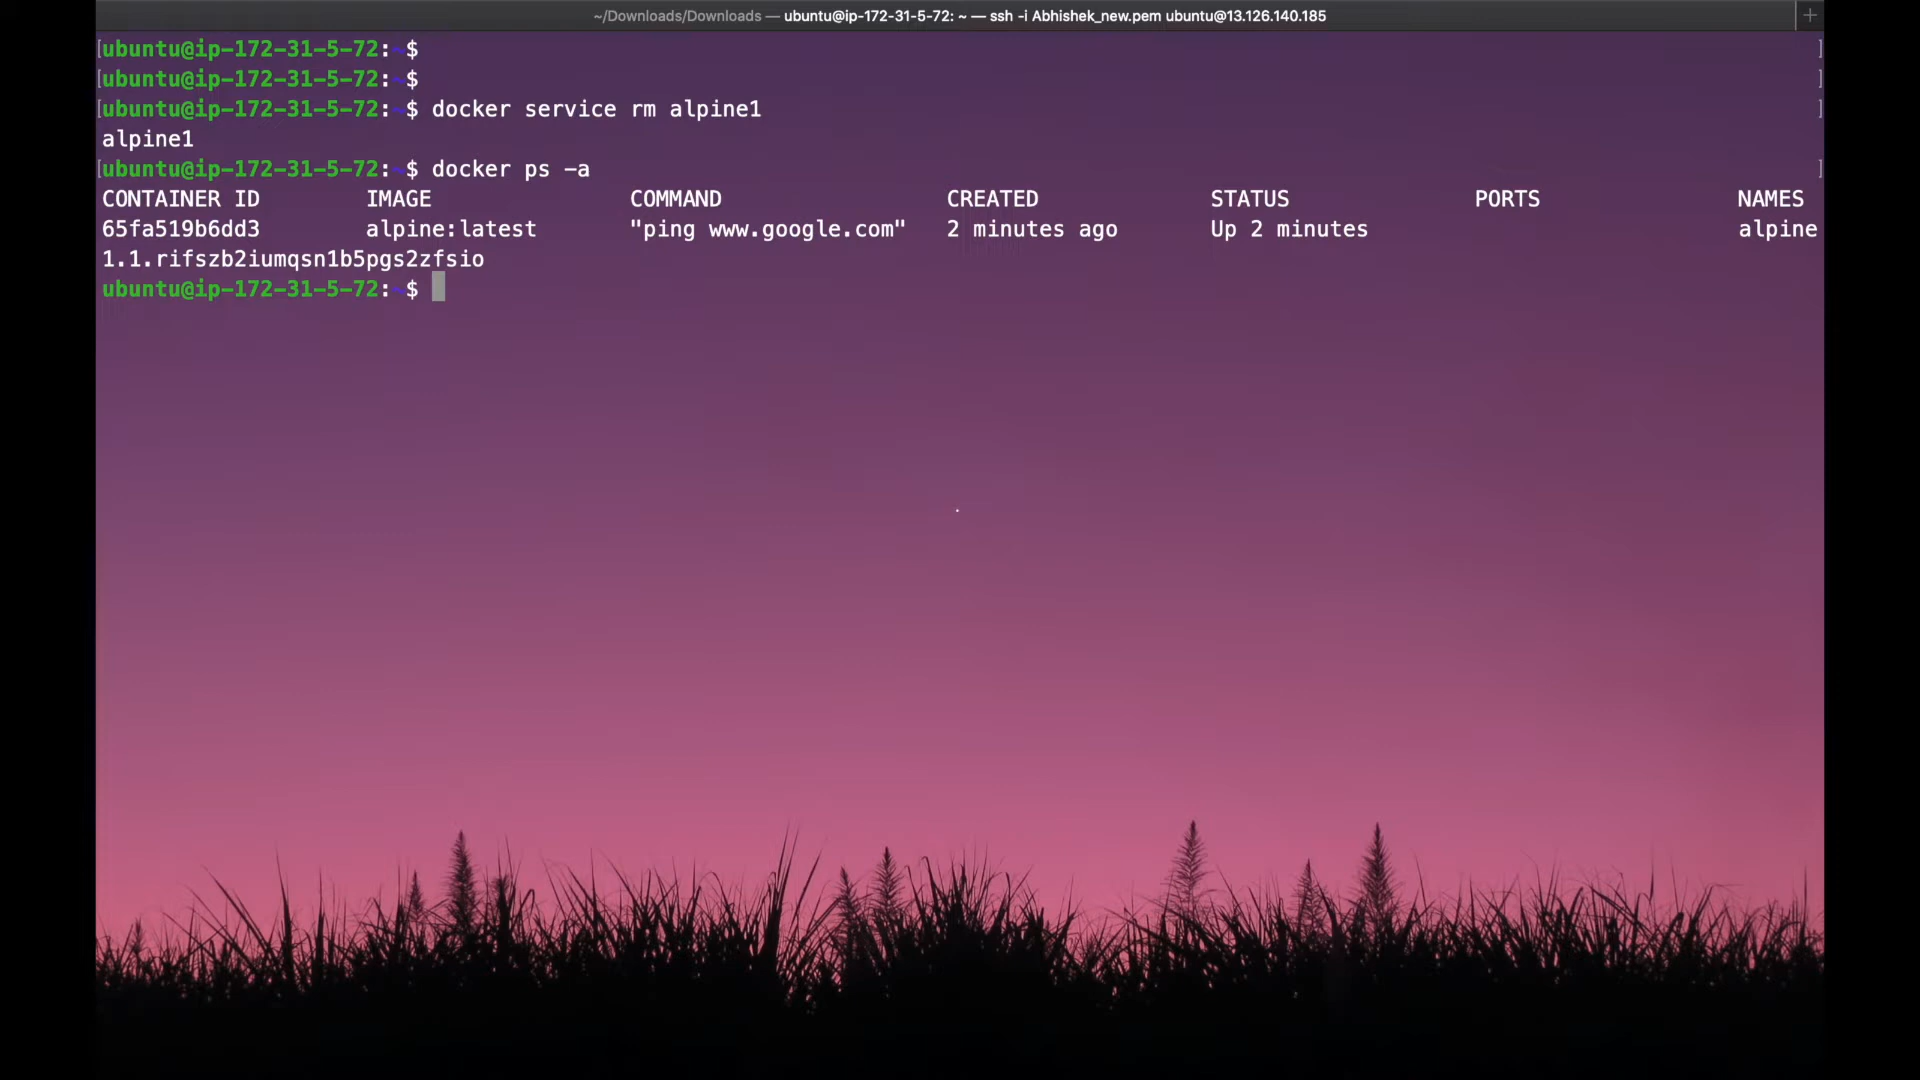 ~/Downloads/Downloads — ubuntu@ip-172-31-5-72: ~ — ssh -i Abhishek_new.pem ubuntu@13.126.140.185 +
[ubuntu@ip-172-31-5-72:~$ ]
[ubuntu@ip-172-31-5-72:~$ ]
[ubuntu@ip-172-31-5-72:~$ docker service rm alpine1 ]
alpine1
[ubuntu@ip-172-31-5-72:~$ docker ps -a ]
CONTAINER ID IMAGE COMMAND CREATED STATUS PORTS NAMES
65fa519b6dd3 alpine:latest "ping www.google.com" 2 minutes ago Up 2 minutes alpine
1.1.rifszb2iumqsn1b5pgs2zfsio
ubuntu@ip-172-31-5-72:~$